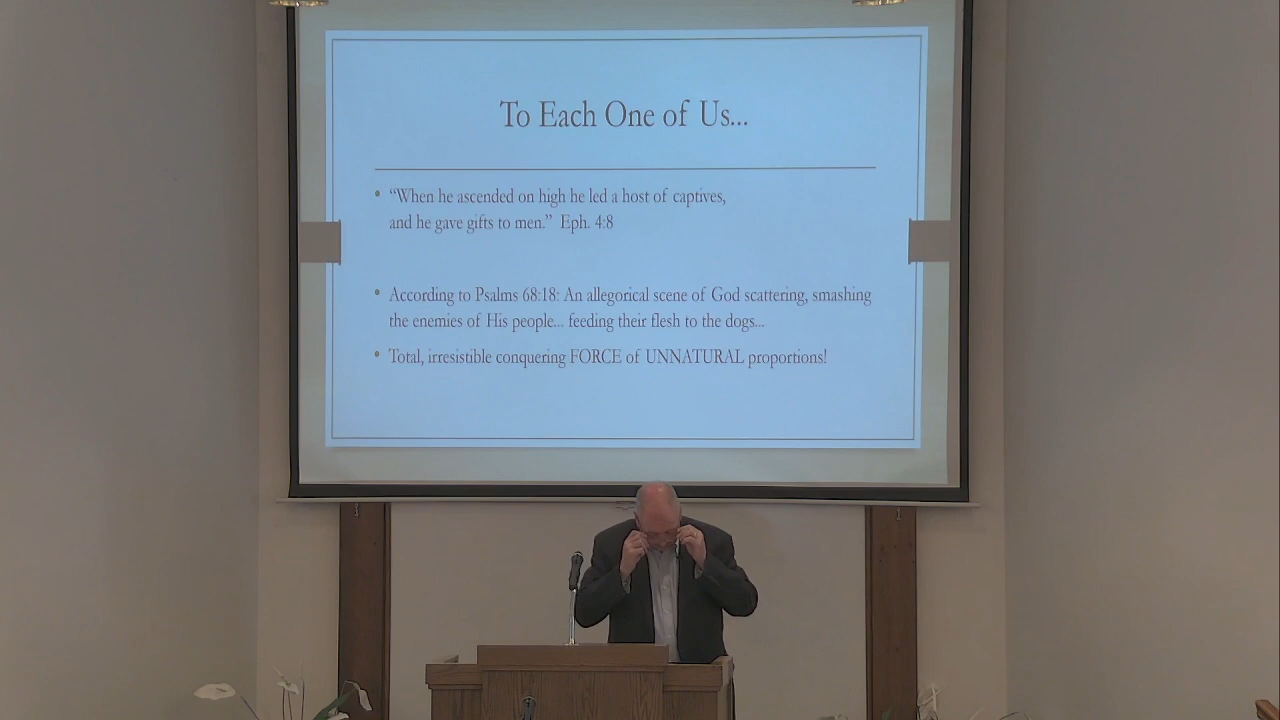 To Each One of Us...
• “When he ascended on high he led a host of captives,
and he gave gifts to men.” Eph. 4:8
• According to Psalms 68:18: An allegorical scene of God scattering, smashing
the enemies of His people... feeding their flesh to the dogs...
• Total, irresistible conquering FORCE of UNNATURAL proportions!